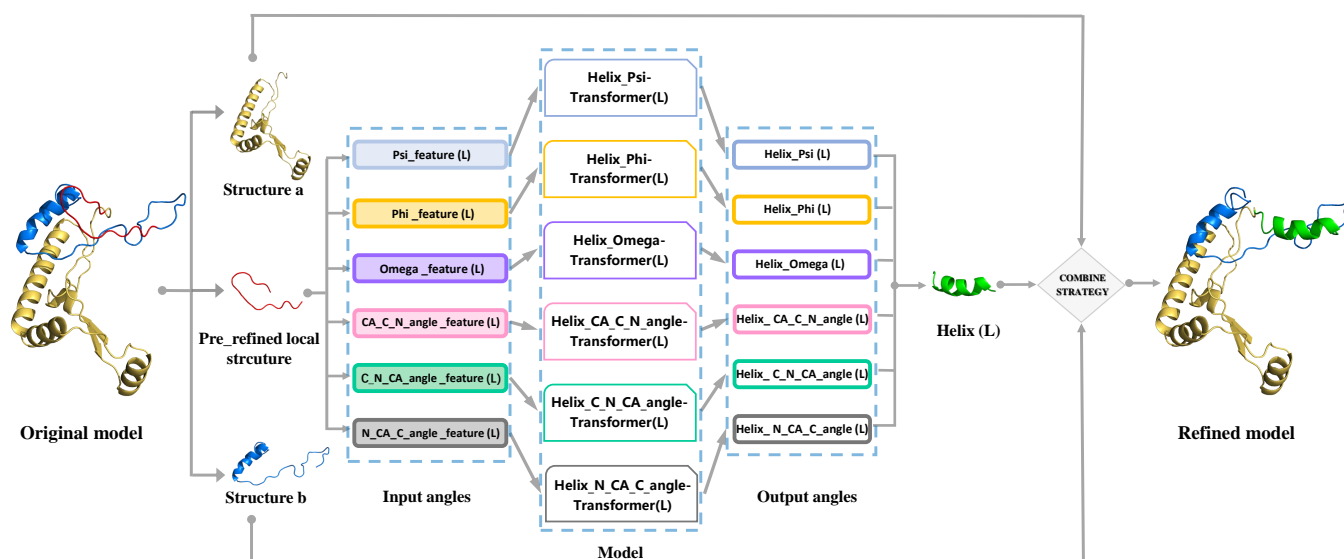 Original model
Structure a
Pre_refined local
strcuture
Structure b
Psi_feature (L)
Phi _feature (L)
Omega _feature (L)
CA_C_N_angle _feature (L)
C_N_CA_angle _feature (L)
N_CA_C_angle _feature (L)
Input angles
Helix_Psi-
Transformer(L)
Helix_Phi-
Transformer(L)
Helix_Omega-
Transformer(L)
Helix_CA_C_N_angle-
Transformer(L)
Helix_C_N_CA_angle-
Transformer(L)
Helix_N_CA_C_angle-
Transformer(L)
Model
Helix_Psi (L)
Helix_Phi (L)
Helix_Omega (L)
Helix_ CA_C_N_angle (L)
Helix_ C_N_CA_angle (L)
Helix_ N_CA_C_angle (L)
Output angles
Helix (L)
COMBINE
STRATEGY
Refined model